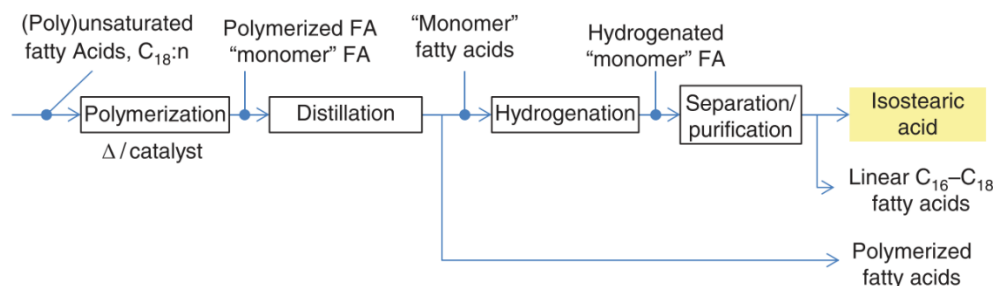 (Poly)unsaturated
fatty Acids, C₁₈:n
Polymerized FA
“monomer” FA
“Monomer”
fatty acids
Hydrogenated
“monomer” FA
Polymerization
Δ/catalyst
Distillation
Hydrogenation
Separation/
purification
Isostearic
acid
Linear C₁₆–C₁₈
fatty acids
Polymerized
fatty acids